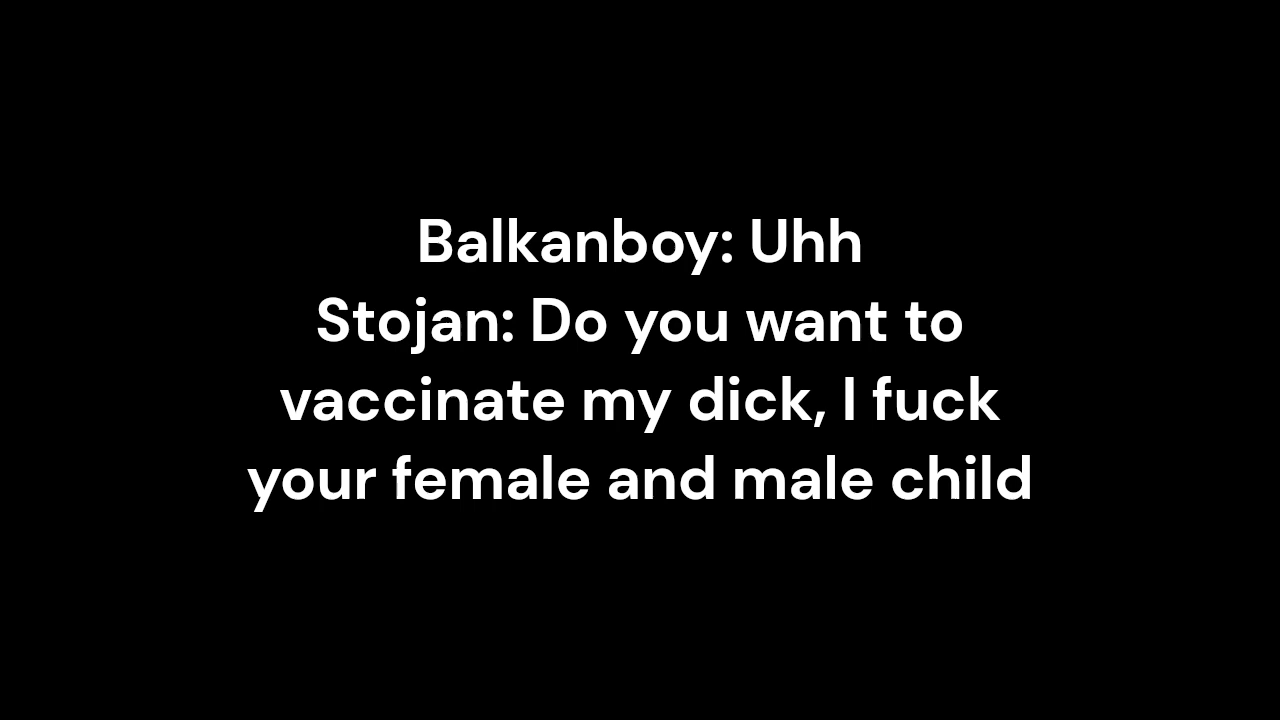 Balkanboy: Uhh
Stojan: Do you want to
vaccinate my dick, I fuck
your female and male child